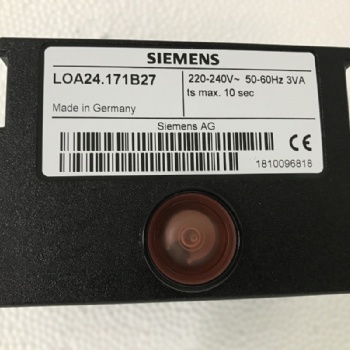 SIEMENS
LOA24.171B27
220-240V~ 50-60Hz 3VA
ts max. 10 sec
Made in Germany
Siemens AG
1810096818
CE